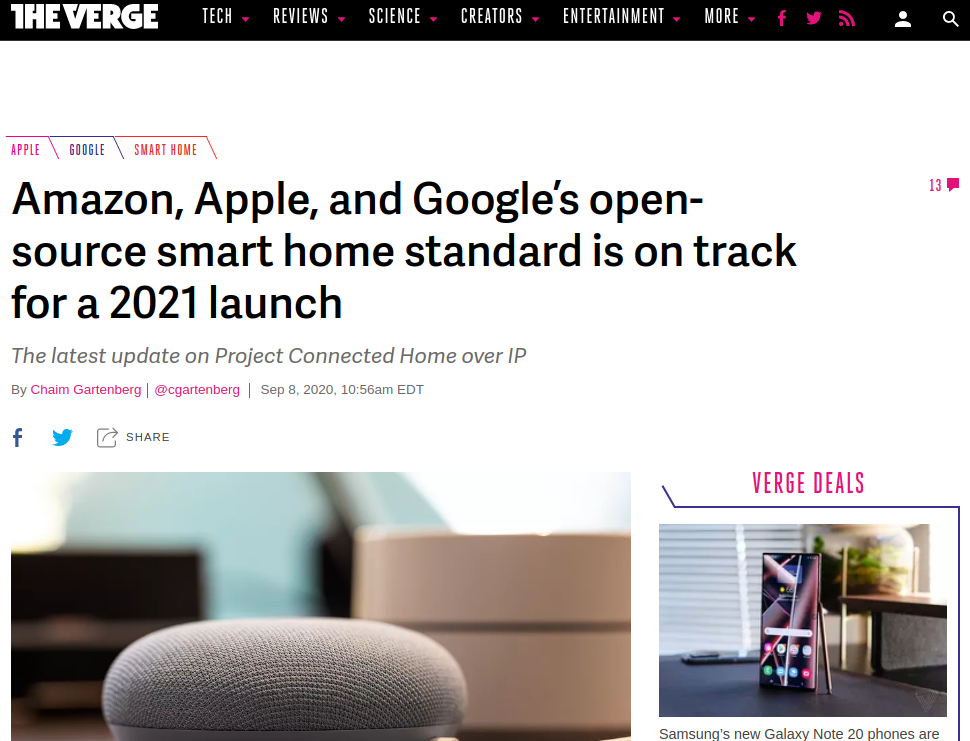 THE VERGE
TECH REVIEWS SCIENCE CREATORS ENTERTAINMENT MORE
APPLE GOOGLE SMART HOME
Amazon, Apple, and Google’s open-
source smart home standard is on track
for a 2021 launch
13
The latest update on Project Connected Home over IP
By Chaim Gartenberg | @cgartenberg | Sep 8, 2020, 10:56am EDT
SHARE
VERGE DEALS
Samsung’s new Galaxy Note 20 phones are